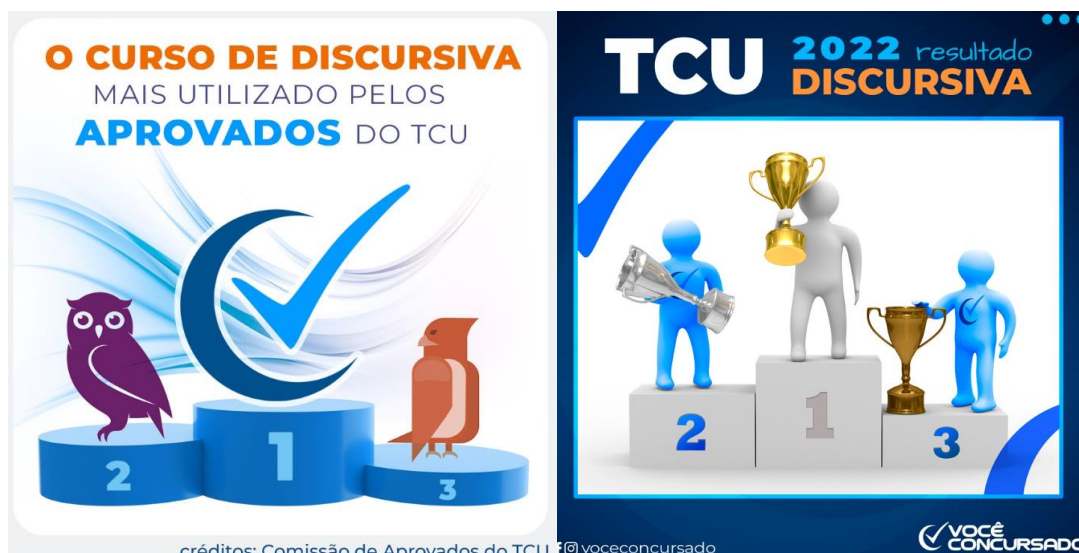 O CURSO DE DISCURSIVA
MAIS UTILIZADO PELOS
APROVADOS DO TCU
1
2
3
créditos: Comissão de Aprovados do TCU
TCU 2022 resultado
DISCURSIVA
1
2
3
voceconcursado
VOCÊ
CONCURSADO